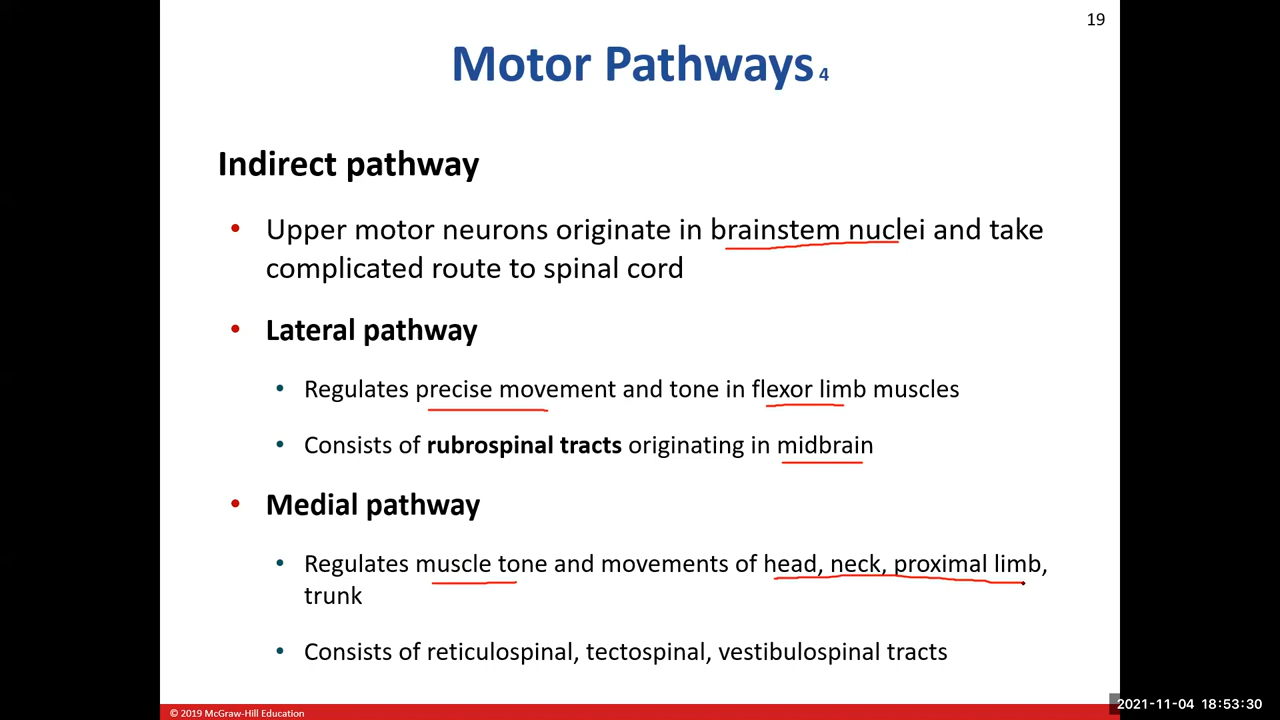 19
Motor Pathways 4
Indirect pathway
• Upper motor neurons originate in brainstem nuclei and take
complicated route to spinal cord
• Lateral pathway
• Regulates precise movement and tone in flexor limb muscles
• Consists of rubrospinal tracts originating in midbrain
• Medial pathway
• Regulates muscle tone and movements of head, neck, proximal limb,
trunk
• Consists of reticulospinal, tectospinal, vestibulospinal tracts
© 2019 McGraw-Hill Education
2021-11-04 18:53:30